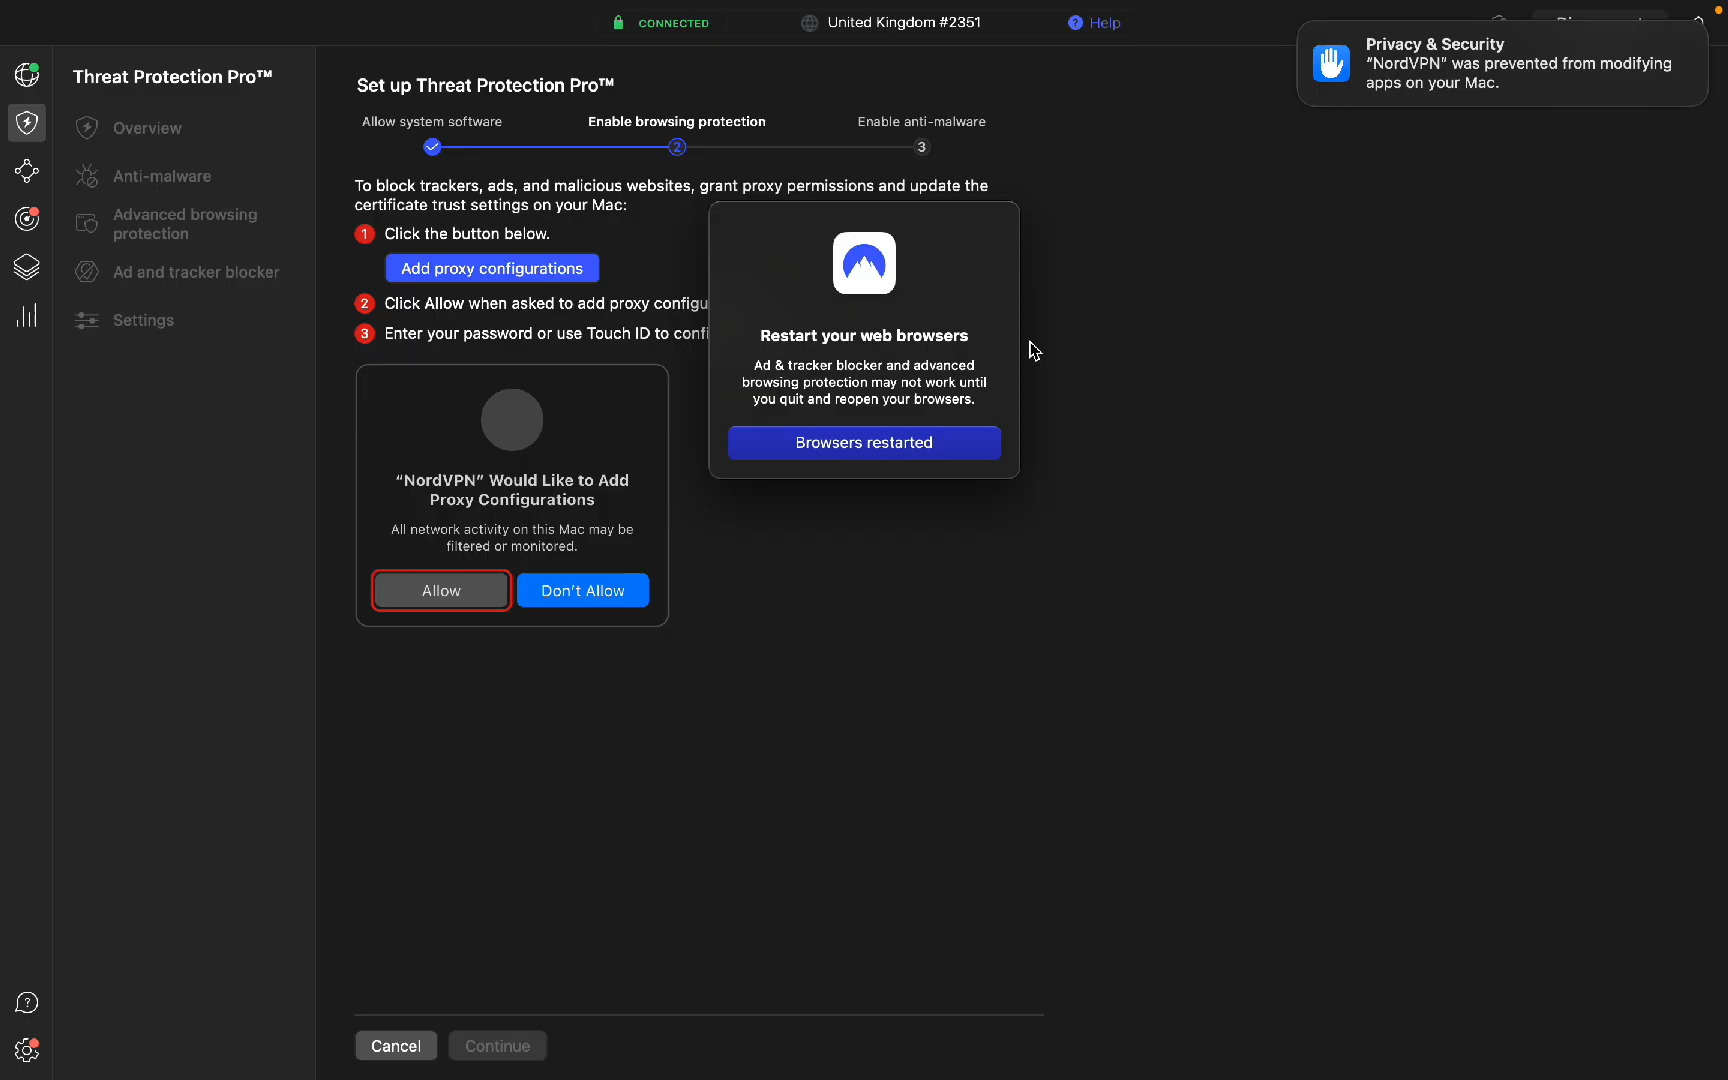 CONNECTED
United Kingdom #2351
Help
Privacy & Security
“NordVPN” was prevented from modifying
apps on your Mac.
Threat Protection Pro™
Overview
Anti-malware
Advanced browsing
protection
Ad and tracker blocker
Settings
Set up Threat Protection Pro™
Allow system software
Enable browsing protection
Enable anti-malware
2
3
To block trackers, ads, and malicious websites, grant proxy permissions and update the
certificate trust settings on your Mac:
1 Click the button below.
Add proxy configurations
2 Click Allow when asked to add proxy configu
3 Enter your password or use Touch ID to confi
“NordVPN” Would Like to Add
Proxy Configurations
All network activity on this Mac may be
filtered or monitored.
Allow
Don't Allow
Restart your web browsers
Ad & tracker blocker and advanced
browsing protection may not work until
you quit and reopen your browsers.
Browsers restarted
Cancel
Continue